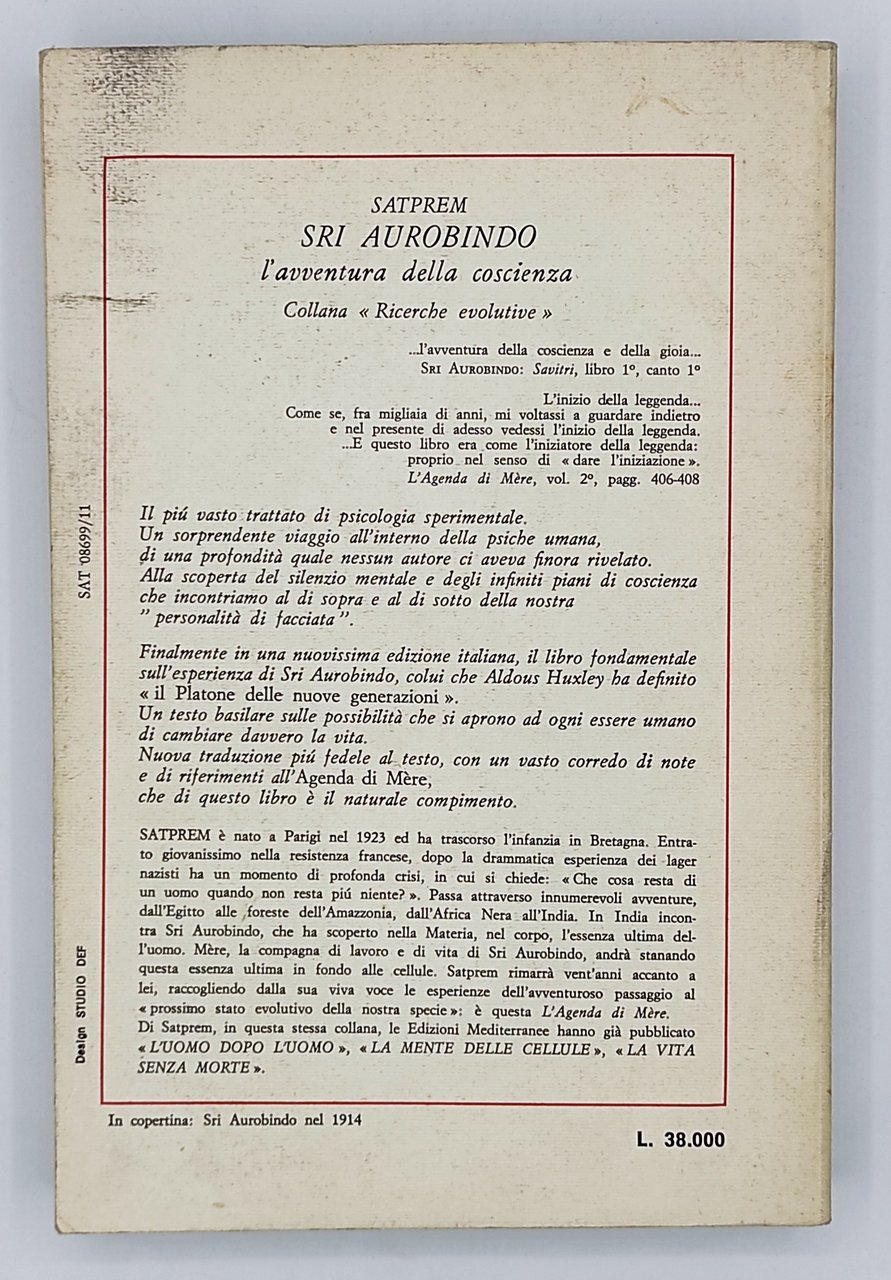 SATPREM
SRI AUROBINDO
l'avventura della coscienza
Collana « Ricerche evolutive »
...l'avventura della coscienza e della gioia...
SRI AUROBINDO: Savitri, libro 1º, canto 1º
L'inizio della leggenda...
Come se, fra migliaia di anni, mi voltassi a guardare indietro
e nel presente di adesso vedessi l'inizio della leggenda.
...E questo libro era come l'iniziatore della leggenda:
proprio nel senso di « dare l'iniziazione ».
L'Agenda di Mère, vol. 2º, pagg. 406-408
Il piú vasto trattato di psicologia sperimentale.
Un sorprendente viaggio all'interno della psiche umana,
di una profondità quale nessun autore ci aveva finora rivelato.
Alla scoperta del silenzio mentale e degli infiniti piani di coscienza
che incontriamo al di sopra e al di sotto della nostra
" personalità di facciata ".
Finalmente in una nuovissima edizione italiana, il libro fondamentale
sull'esperienza di Sri Aurobindo, colui che Aldous Huxley ha definito
« il Platone delle nuove generazioni ».
Un testo basilare sulle possibilità che si aprono ad ogni essere umano
di cambiare davvero la vita.
Nuova traduzione piú fedele al testo, con un vasto corredo di note
e di riferimenti all'Agenda di Mère,
che di questo libro è il naturale compimento.
SATPREM è nato a Parigi nel 1923 ed ha trascorso l'infanzia in Bretagna. Entra-
to giovanissimo nella resistenza francese, dopo la drammatica esperienza dei lager
nazisti ha un momento di profonda crisi, in cui si chiede: « Che cosa resta di
un uomo quando non resta piú niente? ». Passa attraverso innumerevoli avventure,
dall'Egitto alle foreste dell'Amazzonia, dall'Africa Nera all'India. In India incon-
tra Sri Aurobindo, che ha scoperto nella Materia, nel corpo, l'essenza ultima del-
l'uomo. Mère, la compagna di lavoro e di vita di Sri Aurobindo, andrà stanando
questa essenza ultima in fondo alle cellule. Satprem rimarrà vent'anni accanto a
lei, raccogliendo dalla sua viva voce le esperienze dell'avventuroso passaggio al
« prossimo stato evolutivo della nostra specie »: è questa L'Agenda di Mère.
Di Satprem, in questa stessa collana, le Edizioni Mediterranee hanno già pubblicato
« L'UOMO DOPO L'UOMO », « LA MENTE DELLE CELLULE », « LA VITA
SENZA MORTE ».
In copertina: Sri Aurobindo nel 1914
L. 38.000
SAT 08699/11
Design STUDIO DEF